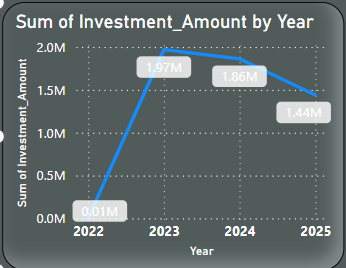 Sum of Investment_Amount by Year
Sum of Investment_Amount
2.0M
1.5M
1.0M
0.5M
0.0M
1.97M
1.86M
1.44M
0.01M
2022 2023 2024 2025
Year